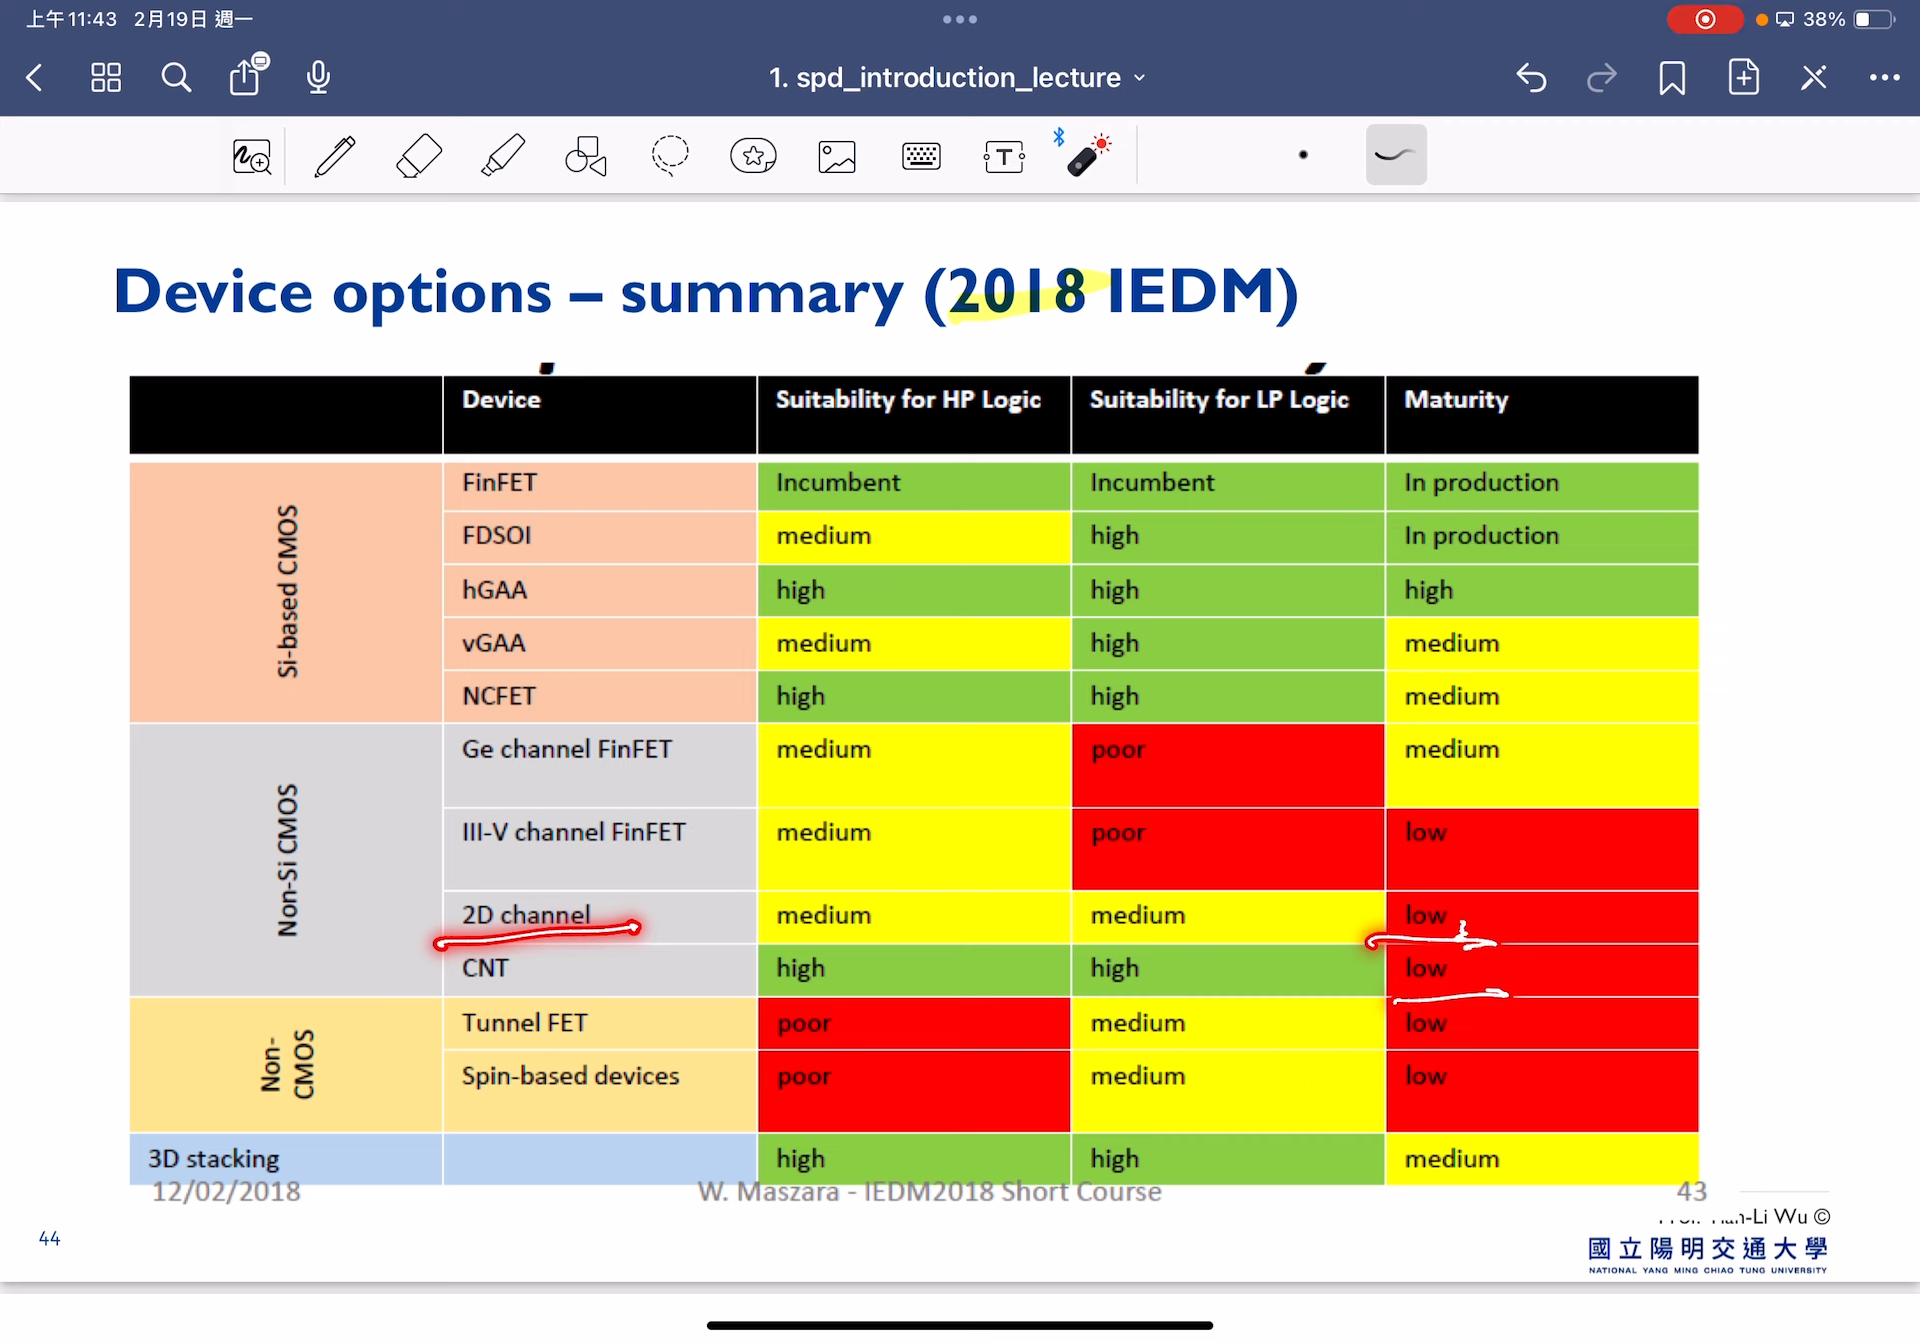 上午11:43 2月19日 週一
38%
1. spd_introduction_lecture
T
Device options – summary (2018 IEDM)
Device Suitability for HP Logic Suitability for LP Logic Maturity
Si-based CMOS
FinFET Incumbent Incumbent In production
FDSOI medium high In production
hGAA high high high
vGAA medium high medium
NCFET high high medium
Non-Si CMOS
Ge channel FinFET medium poor medium
III-V channel FinFET medium poor low
2D channel medium medium low
CNT high high low
Non-
CMOS
Tunnel FET poor medium low
Spin-based devices poor medium low
3D stacking high high medium
12/02/2018 W. Maszara - IEDM2018 Short Course 43
-Li Wu ©
44
國立陽明交通大學
NATIONAL YANG MING CHIAO TUNG UNIVERSITY